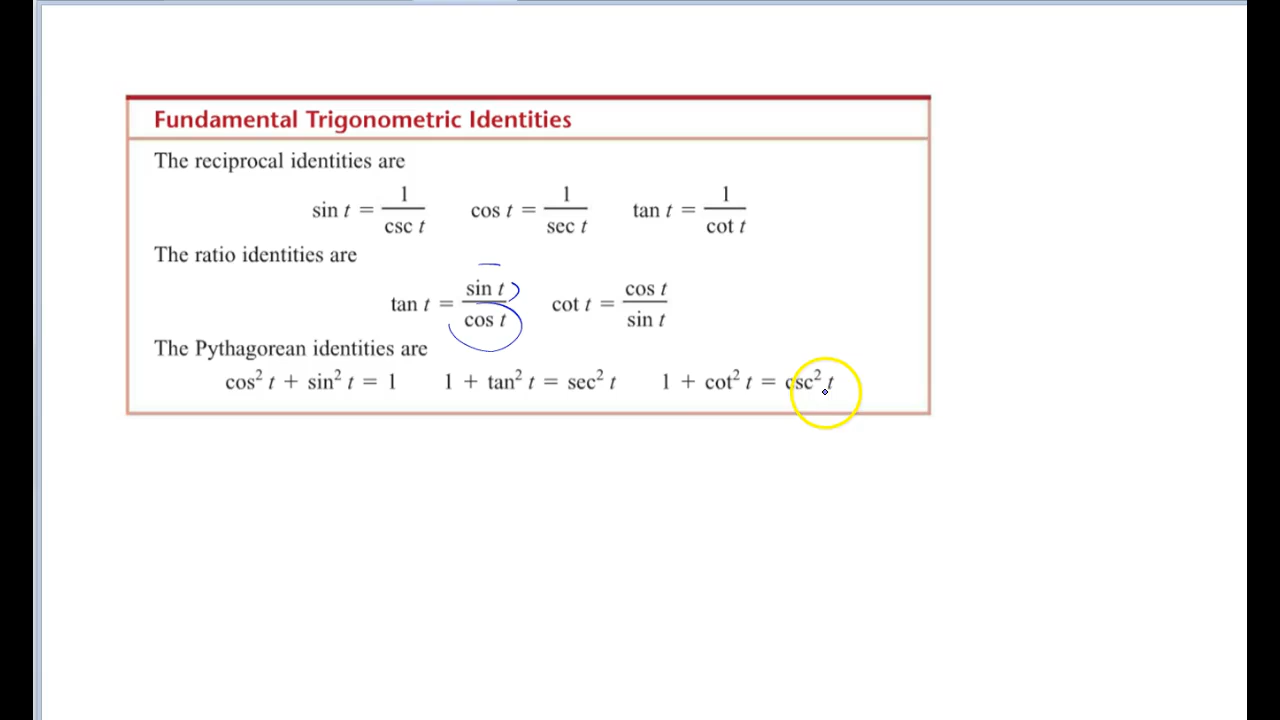 Fundamental Trigonometric Identities
The reciprocal identities are
sin t = 1/csc t    cos t = 1/sec t    tan t = 1/cot t
The ratio identities are
tan t = sin t/cos t    cot t = cos t/sin t
The Pythagorean identities are
cos² t + sin² t = 1    1 + tan² t = sec² t    1 + cot² t = csc² t